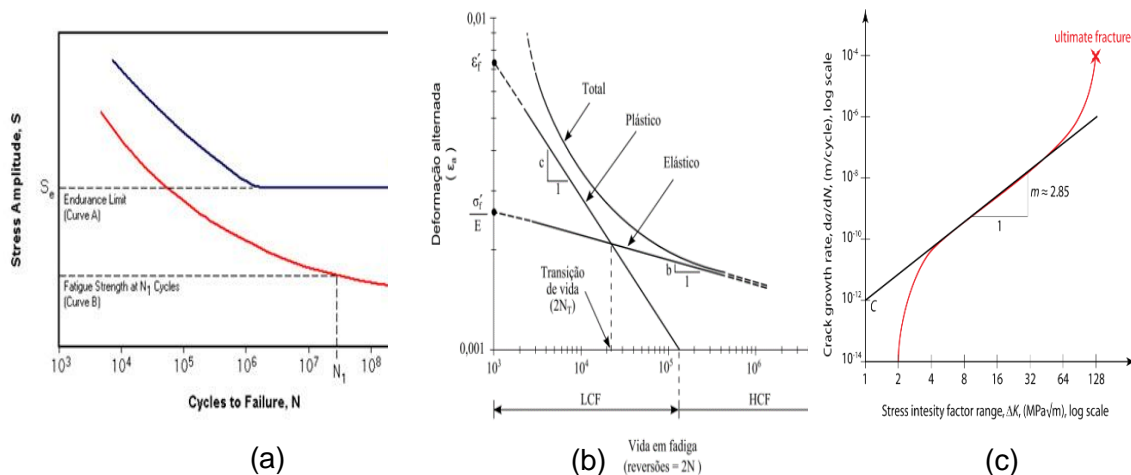 Stress Amplitude, S
Sₑ
Endurance Limit
(Curve A)
Fatigue Strength at N₁ Cycles
(Curve B)
10³ 10⁴ 10⁵ 10⁶ 10⁷ 10⁸
N₁
Cycles to Failure, N
(a)
Deformação alternada
( εₐ )
0,01
ε'f
σ'f
E
0,001
Total
Plástico
Elástico
c
1
b
1
Transição
de vida
(2N_T)
10³ 10⁴ 10⁵ 10⁶
LCF
HCF
Vida em fadiga
(reversões = 2N)
(b)
Crack growth rate, da/dN, (m/cycle), log scale
ultimate fracture
10⁻⁴
10⁻⁶
10⁻⁸
10⁻¹⁰
10⁻¹²
10⁻¹⁴
m ≈ 2.85
1
C
1 2 4 8 16 32 64 128
Stress intesity factor range, ΔK, (MPa√m), log scale
(c)